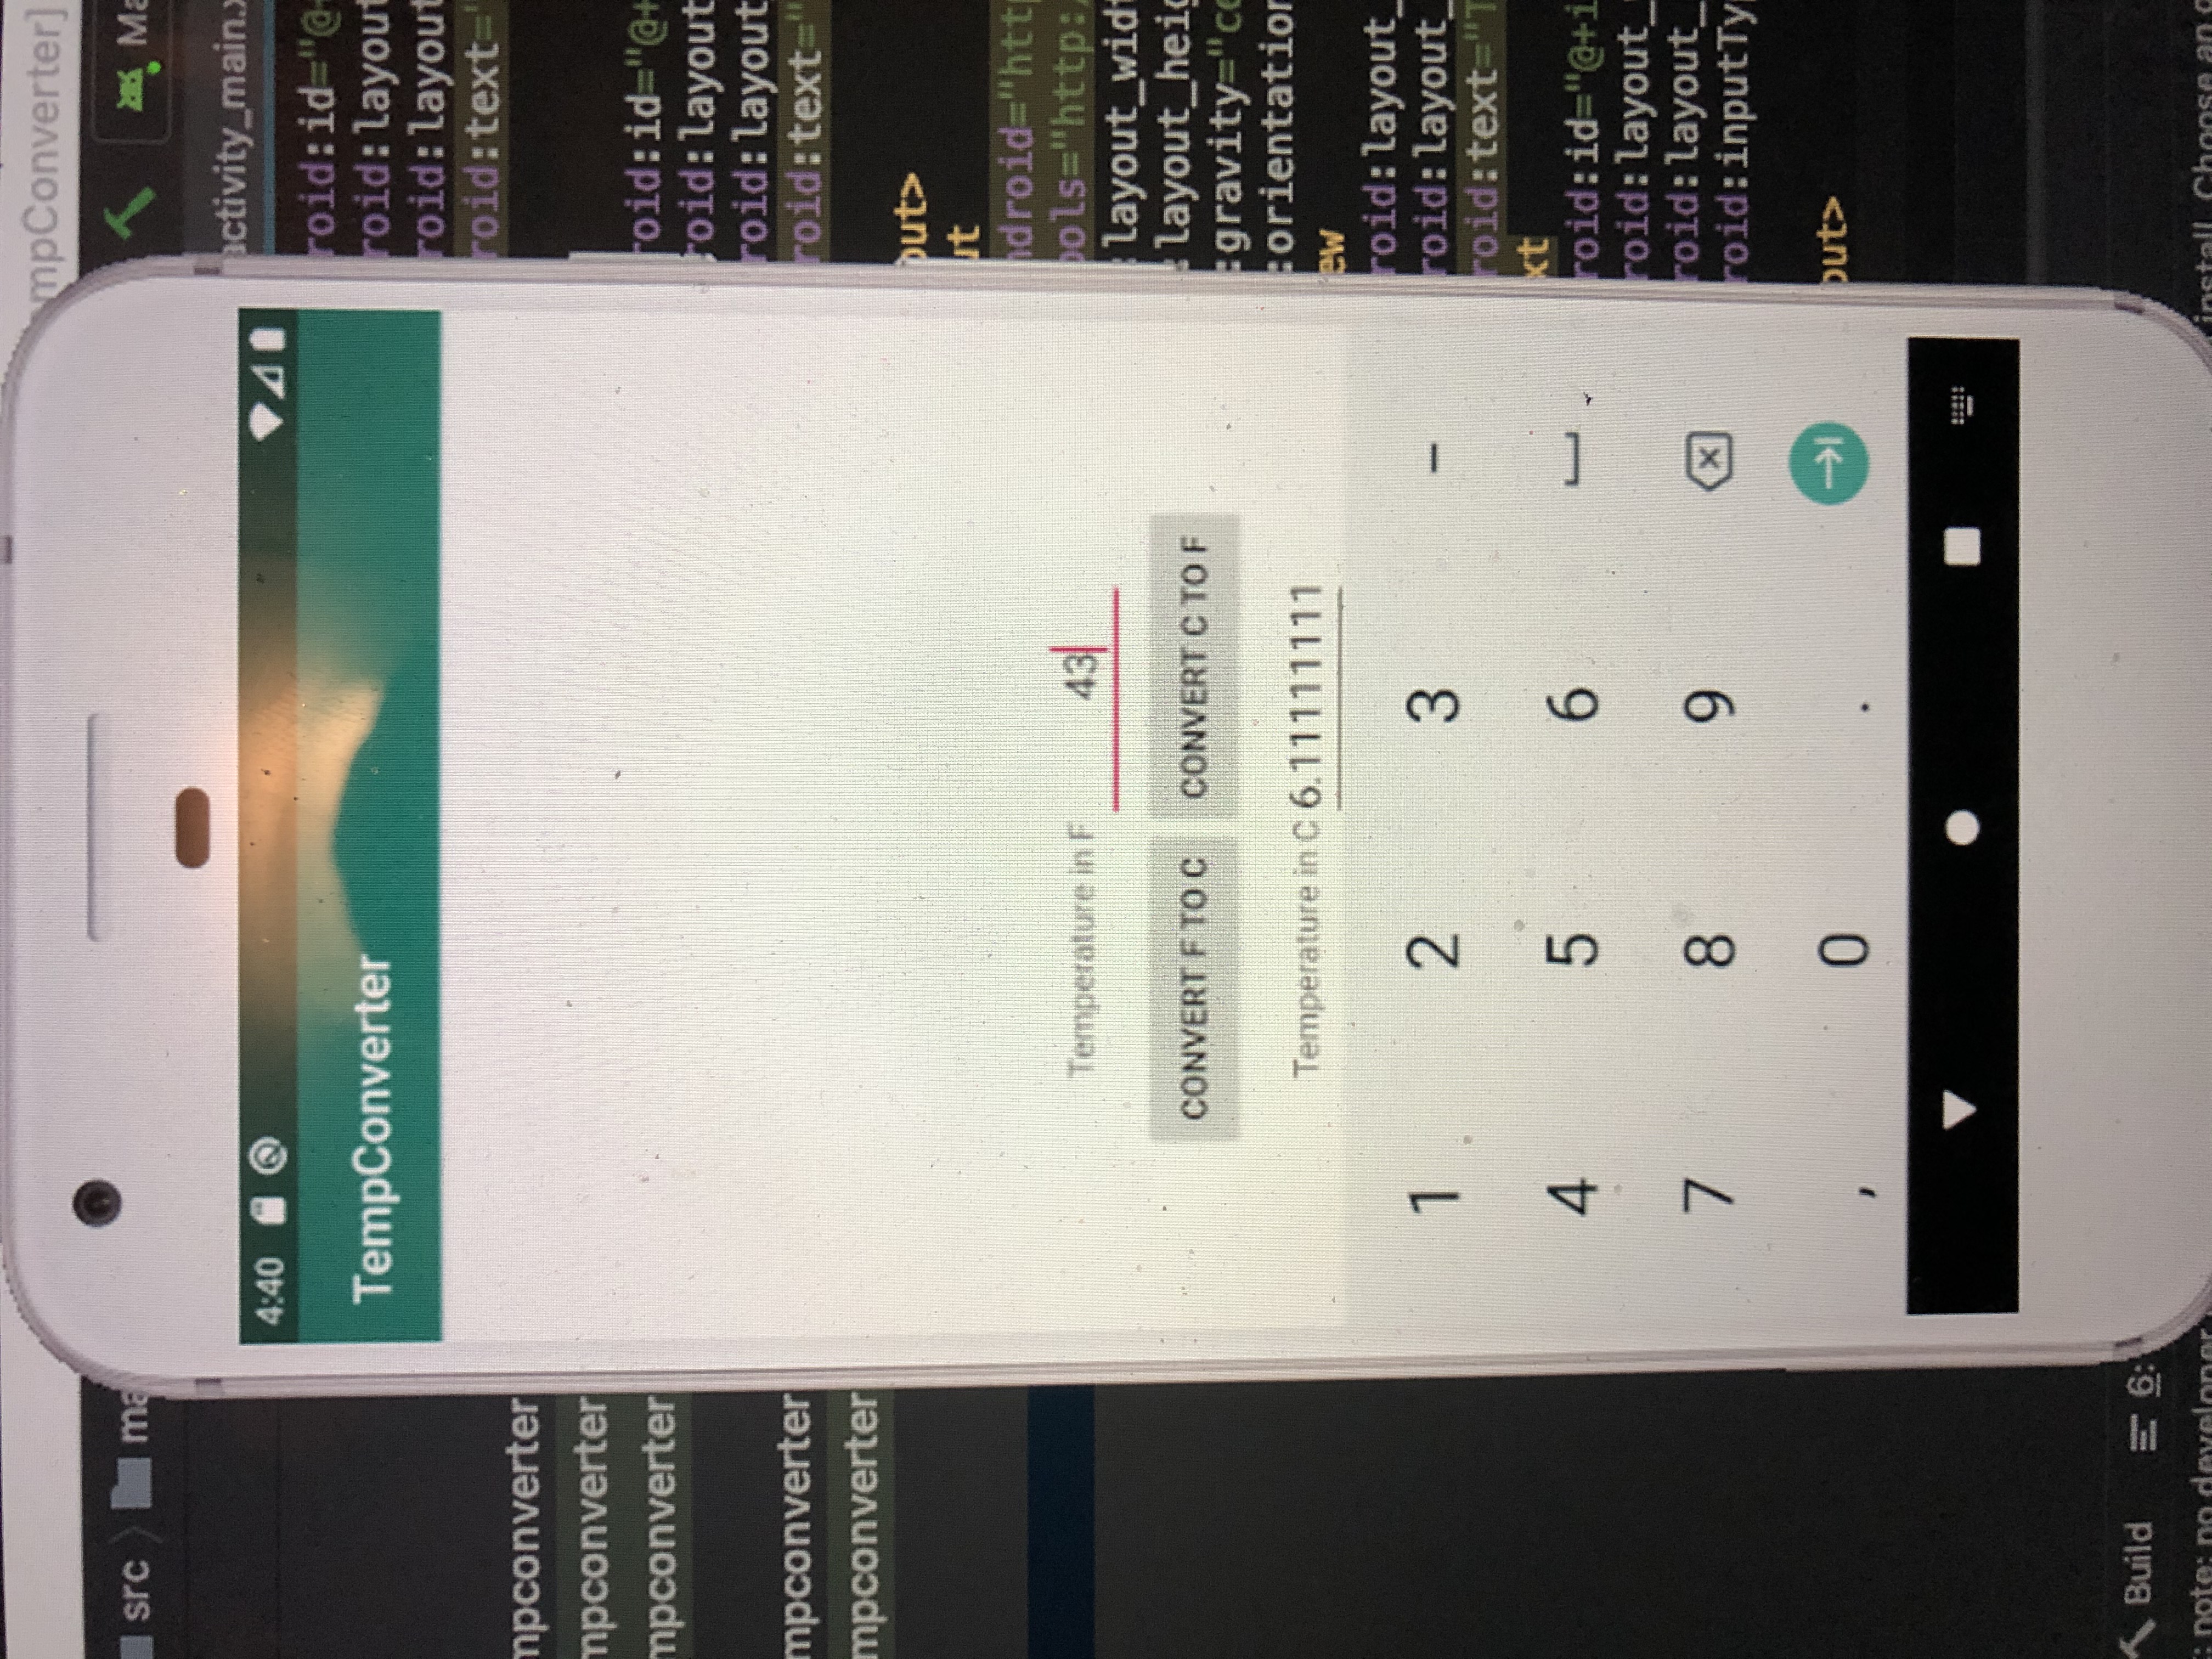 mpConverter]
src
ma
Ma
activity_main.x
4:40
TempConverter
roid:id="@+
roid:layout
roid:layout
roid:text="
mpconverter
mpconverter
mpconverter
mpconverter
mpconverter
roid:id="@+
roid:layout
roid:layout
roid:text="
out>
ut
ndroid="http
ools="http:/
:layout_widt
:layout_heig
:gravity="ce
:orientation
ew
roid:layout_
roid:layout_
roid:text="T
xt
roid:id="@+i
roid:layout_
roid:layout_
roid:inputTy
out>
Temperature in F 43
CONVERT F TO C CONVERT C TO F
Temperature in C 6.11111111
1 2 3 –
4 5 6
7 8 9
, 0 .
Build 6:
: note: no developer
install. Choose an o